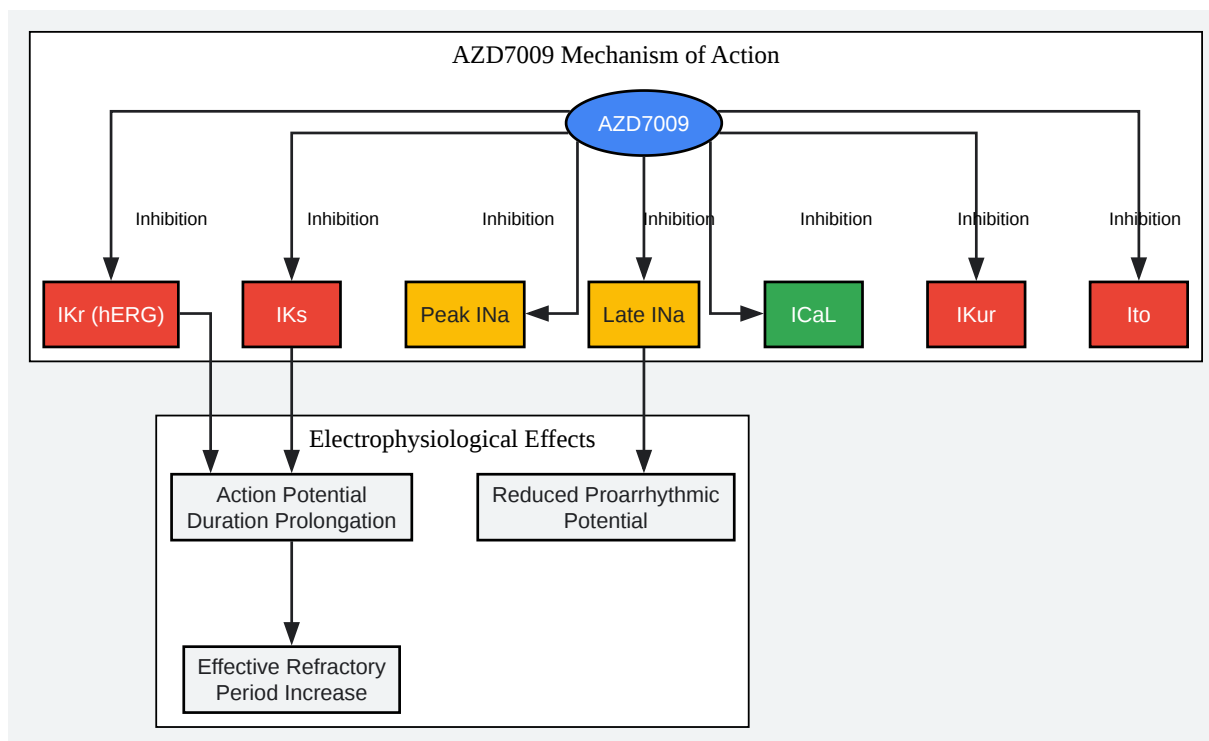 AZD7009 Mechanism of Action
AZD7009
Inhibition
Inhibition
Inhibition
Inhibition
Inhibition
Inhibition
Inhibition
IKr (hERG)
IKs
Peak INa
Late INa
ICaL
IKur
Ito
Electrophysiological Effects
Action Potential
Duration Prolongation
Reduced Proarrhythmic
Potential
Effective Refractory
Period Increase